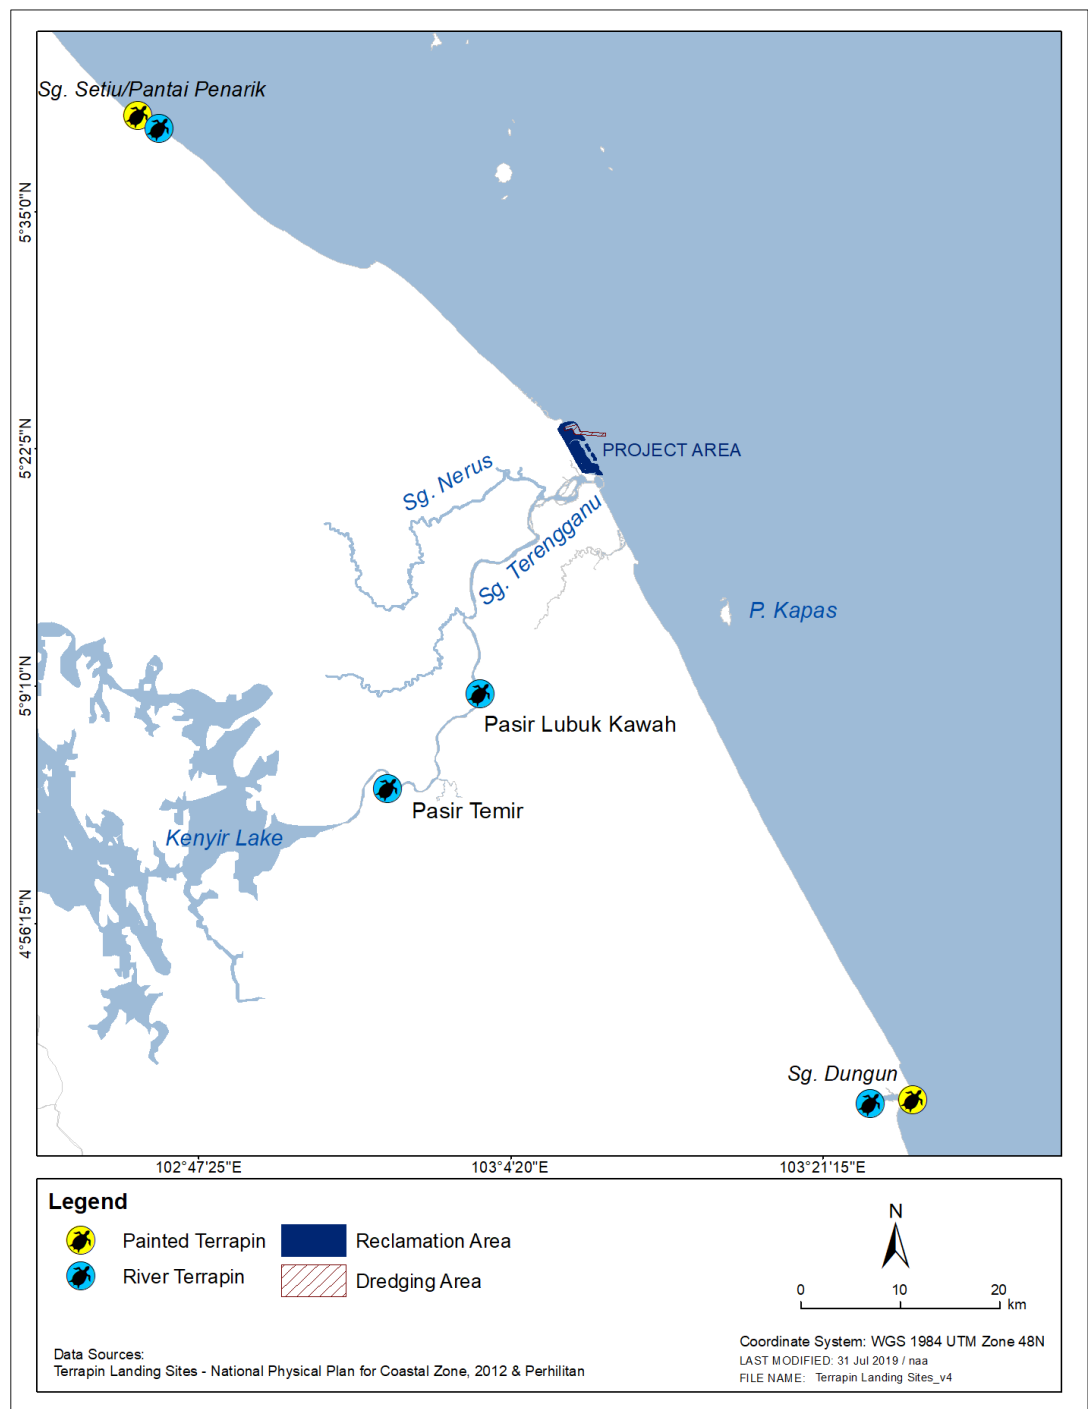 Sg. Setiu/Pantai Penarik
5°35'0"N
5°22'5"N
PROJECT AREA
Sg. Nerus
Sg. Terengganu
P. Kapas
5°9'10"N
Pasir Lubuk Kawah
Pasir Temir
Kenyir Lake
4°56'15"N
Sg. Dungun
102°47'25"E
103°4'20"E
103°21'15"E
Legend
Painted Terrapin
River Terrapin
Reclamation Area
Dredging Area
N
0 10 20
km
Data Sources:
Terrapin Landing Sites - National Physical Plan for Coastal Zone, 2012 & Perhilitan
Coordinate System: WGS 1984 UTM Zone 48N
LAST MODIFIED: 31 Jul 2019 / naa
FILE NAME: Terrapin Landing Sites_v4